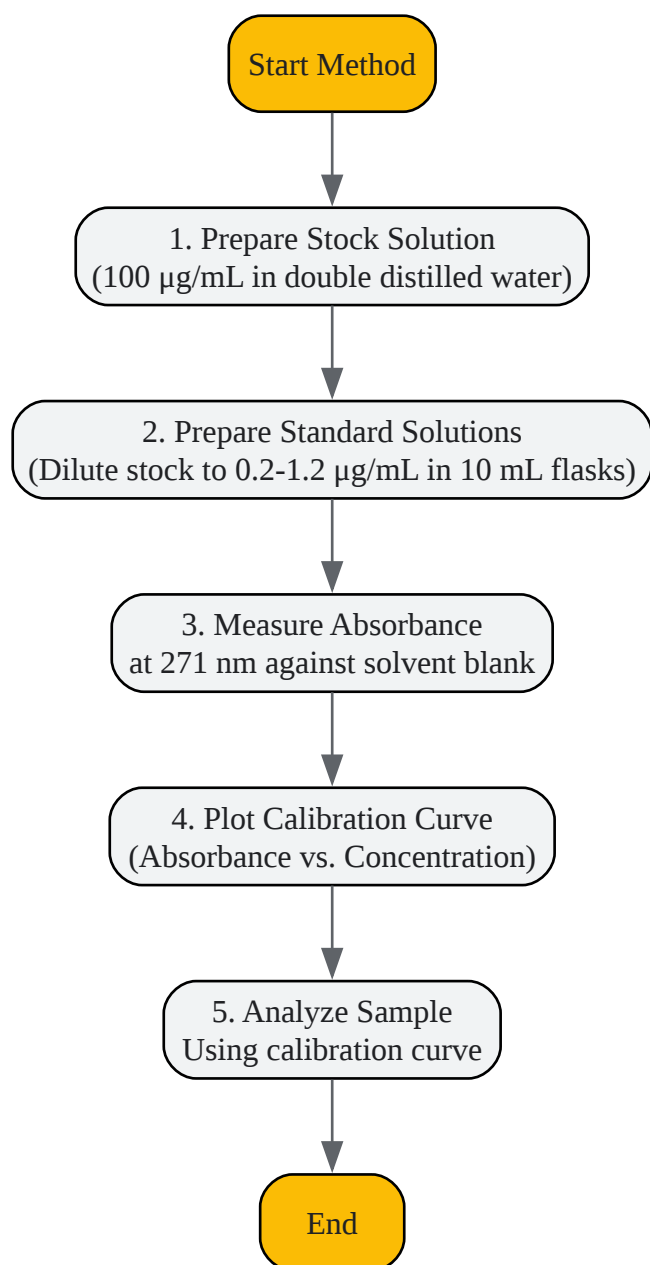 Start Method
1. Prepare Stock Solution
(100 μg/mL in double distilled water)
2. Prepare Standard Solutions
(Dilute stock to 0.2-1.2 μg/mL in 10 mL flasks)
3. Measure Absorbance
at 271 nm against solvent blank
4. Plot Calibration Curve
(Absorbance vs. Concentration)
5. Analyze Sample
Using calibration curve
End